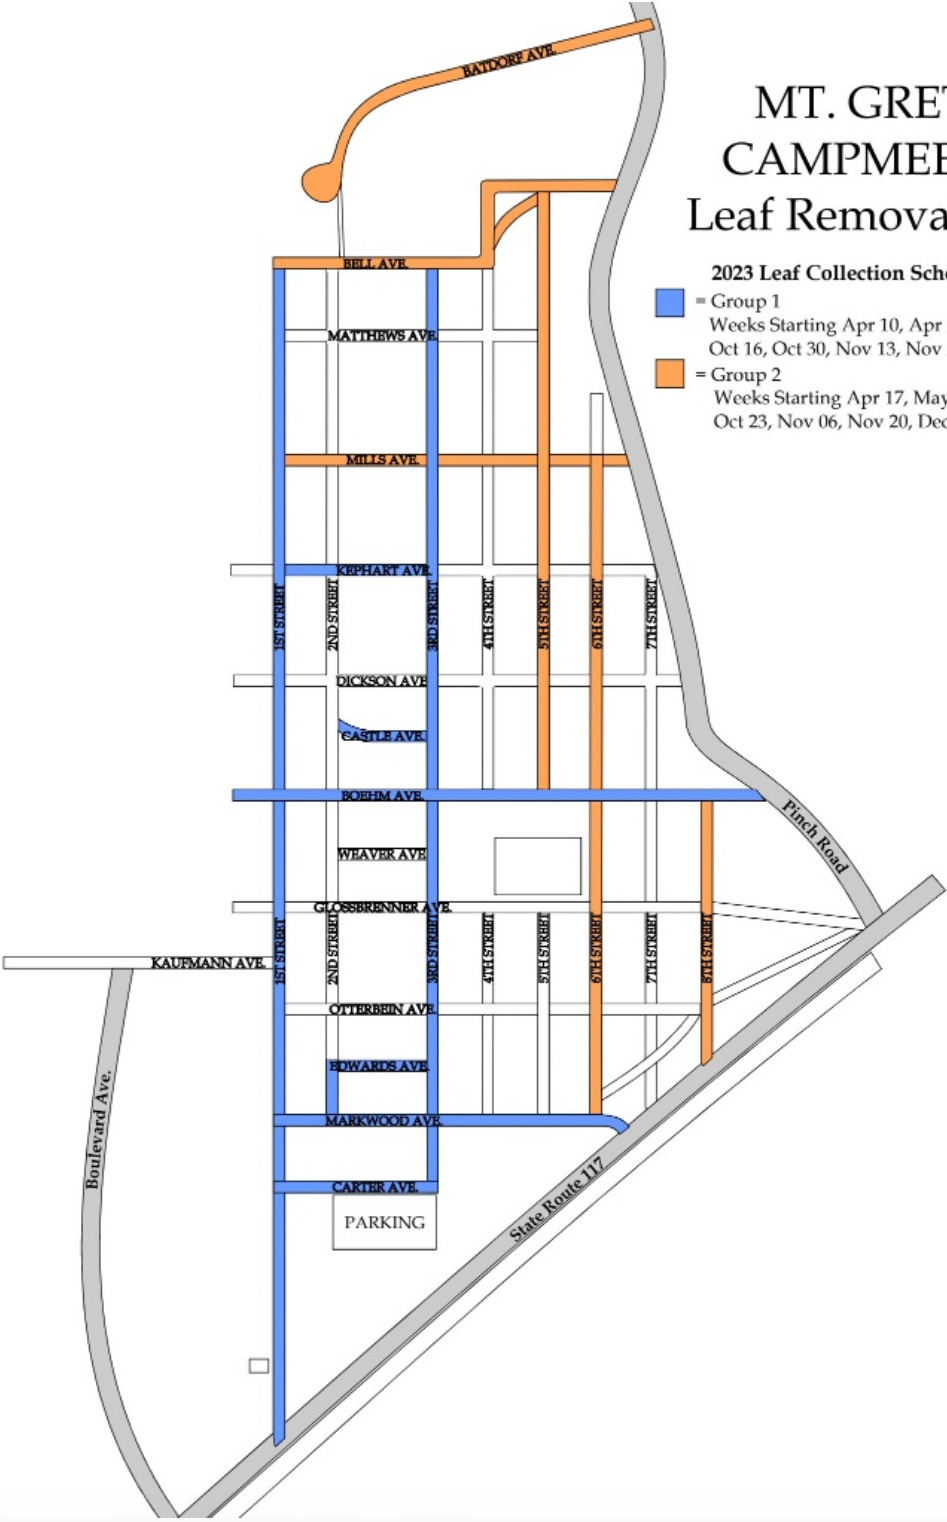 BATDORF AVE.
MT. GRE
CAMPMEE
Leaf Remova
2023 Leaf Collection Sch
= Group 1
Weeks Starting Apr 10, Apr
Oct 16, Oct 30, Nov 13, Nov
= Group 2
Weeks Starting Apr 17, May
Oct 23, Nov 06, Nov 20, Dec
BELL AVE.
MATTHEWS AVE.
MILLS AVE.
KEPHART AVE.
1ST STREET
2ND STREET
3RD STREET
4TH STREET
5TH STREET
6TH STREET
7TH STREET
DICKSON AVE
CASTLE AVE.
BOEHM AVE.
Pinch Road
WEAVER AVE
GLOSSBRENNER AVE.
1ST STREET
2ND STREET
3RD STREET
4TH STREET
5TH STREET
6TH STREET
7TH STREET
8TH STREET
KAUFMANN AVE.
OTTERBEIN AVE.
EDWARDS AVE.
Boulevard Ave.
MARKWOOD AVE.
State Route 117
CARTER AVE.
PARKING